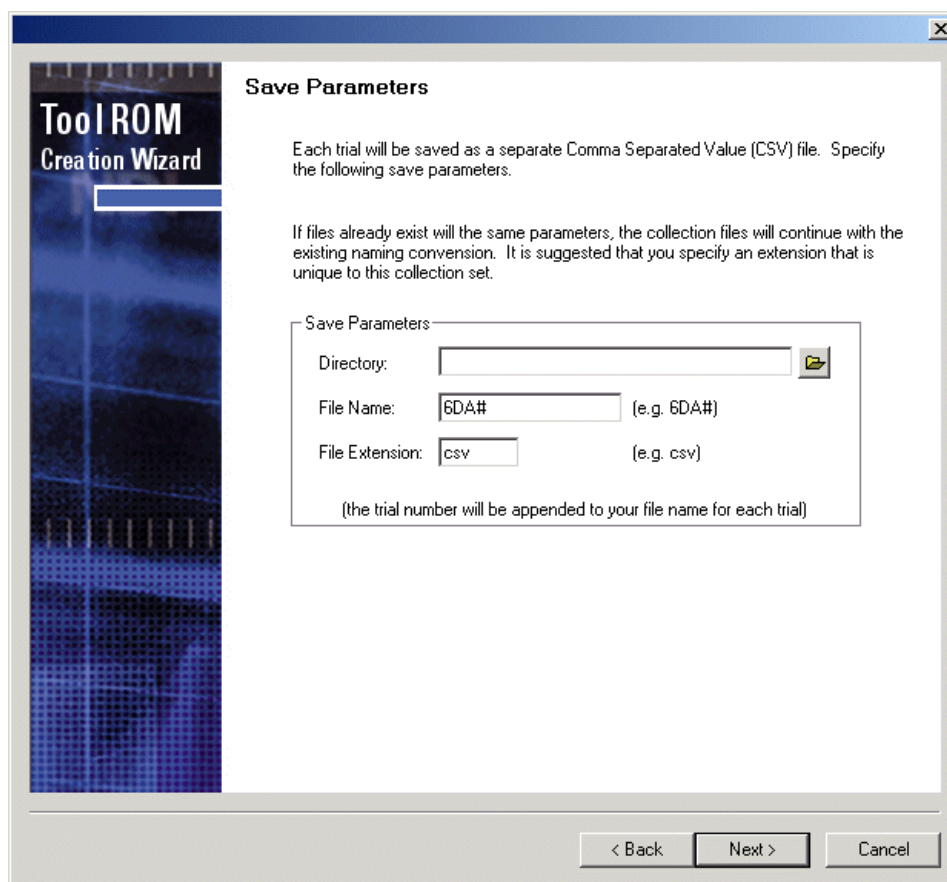 Tool ROM
Creation Wizard
Save Parameters
Each trial will be saved as a separate Comma Separated Value (CSV) file. Specify
the following save parameters.
If files already exist will the same parameters, the collection files will continue with the
existing naming convention. It is suggested that you specify an extension that is
unique to this collection set.
Save Parameters
Directory:
File Name: 6DA# (e.g. 6DA#)
File Extension: csv (e.g. csv)
(the trial number will be appended to your file name for each trial)
< Back Next > Cancel